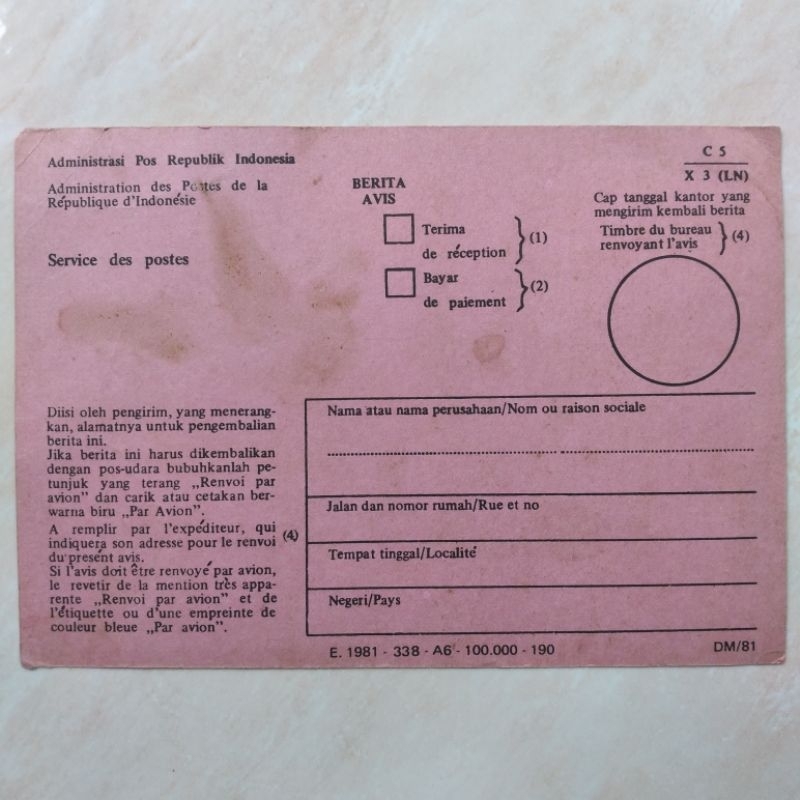 Administrasi Pos Republik Indonesia
Administration des Postes de la
République d'Indonésie
Service des postes
BERITA
AVIS
Terima
de réception
(1)
Bayar
de paiement
(2)
C 5
X 3 (LN)
Cap tanggal kantor yang
mengirim kembali berita
Timbre du bureau
renvoyant l'avis
(4)
Diisi oleh pengirim, yang menerang-
kan, alamatnya untuk pengembalian
berita ini.
Jika berita ini harus dikembalikan
dengan pos-udara bubuhkanlah pe-
tunjuk yang terang „Renvoi par
avion" dan carik atau cetakan ber-
warna biru „Par Avion".
A remplir par l'expéditeur, qui
indiquera son adresse pour le renvoi
du présent avis.
(4)
Si l'avis doit être renvoyé par avion,
le revetir de la mention très appa-
rente „Renvoi par avion" et de
l'étiquette ou d'une empreinte de
couleur bleue „Par avion".
Nama atau nama perusahaan/Nom ou raison sociale
Jalan dan nomor rumah/Rue et no
Tempat tinggal/Localité
Negeri/Pays
E. 1981 - 338 - A6 - 100.000 - 190
DM/81